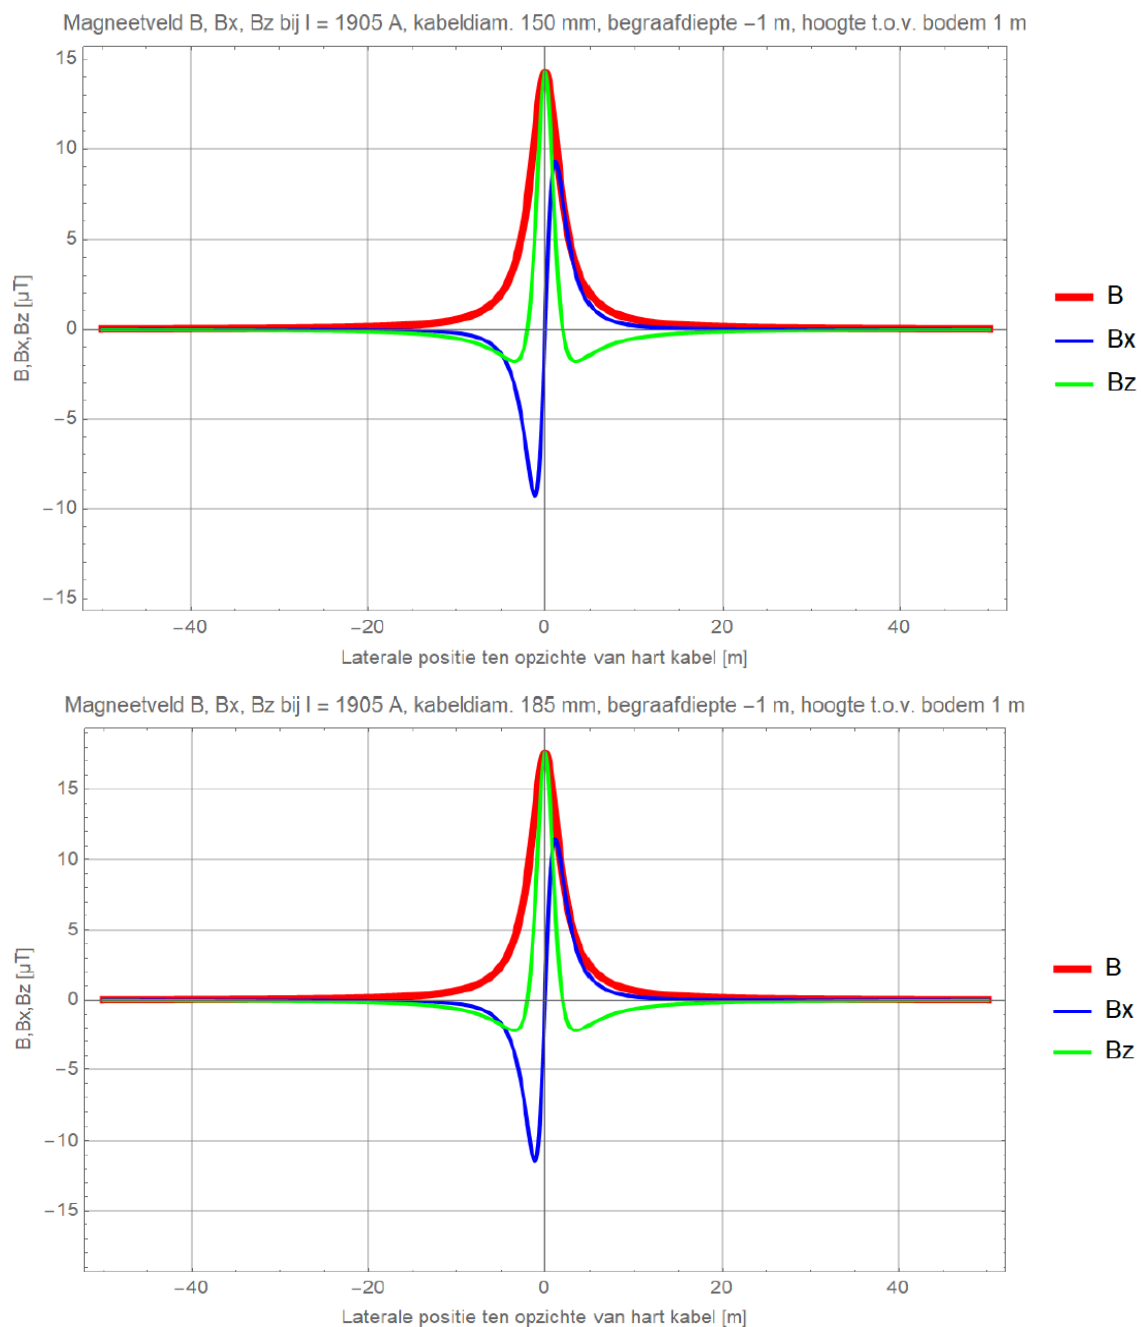 Magneetveld B, Bx, Bz bij I = 1905 A, kabeldiam. 150 mm, begraafdiepte −1 m, hoogte t.o.v. bodem 1 m
15
10
5
0
−5
−10
−15
B,Bx,Bz [µT]
B
Bx
Bz
−40
−20
0
20
40
Laterale positie ten opzichte van hart kabel [m]
Magneetveld B, Bx, Bz bij I = 1905 A, kabeldiam. 185 mm, begraafdiepte −1 m, hoogte t.o.v. bodem 1 m
15
10
5
0
−5
−10
−15
B,Bx,Bz [µT]
B
Bx
Bz
−40
−20
0
20
40
Laterale positie ten opzichte van hart kabel [m]